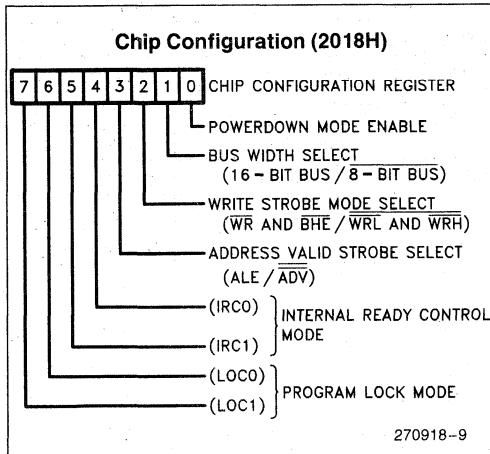 Chip Configuration (2018H)
7 6 5 4 3 2 1 0 CHIP CONFIGURATION REGISTER
POWERDOWN MODE ENABLE
BUS WIDTH SELECT
(16-BIT BUS / 8-BIT BUS)
WRITE STROBE MODE SELECT
(WR AND BHE / WRL AND WRH)
ADDRESS VALID STROBE SELECT
(ALE / ADV)
(IRC0)
INTERNAL READY CONTROL
MODE
(IRC1)
(LOC0)
PROGRAM LOCK MODE
(LOC1)
270918-9